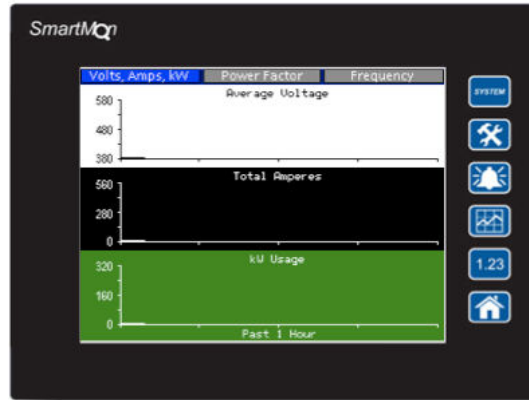 SmartMon
Volts, Amps, kW Power Factor Frequency
Average Voltage
580
480
380
Total Amperes
560
280
0
kW Usage
320
160
0
Past 1 Hour
SYSTEM
1.23